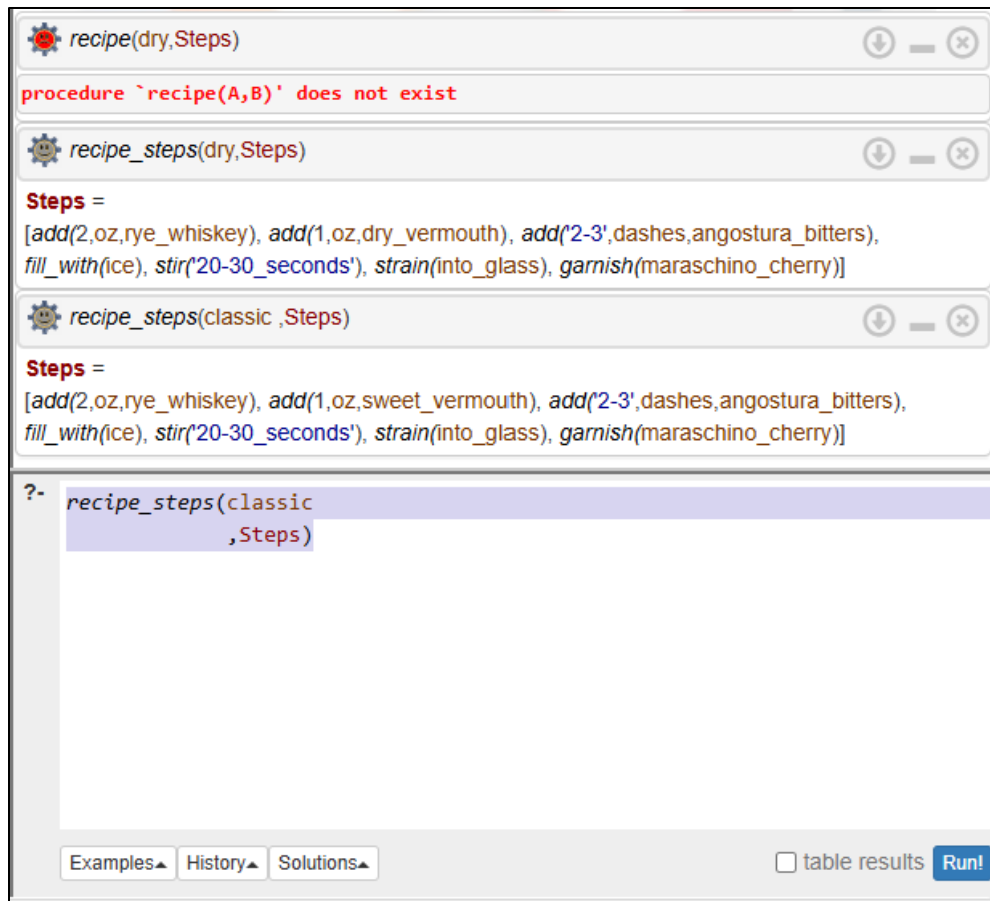 recipe(dry,Steps)
procedure `recipe(A,B)' does not exist
recipe_steps(dry,Steps)
Steps =
[add(2,oz,rye_whiskey), add(1,oz,dry_vermouth), add('2-3',dashes,angostura_bitters),
fill_with(ice), stir('20-30_seconds'), strain(into_glass), garnish(maraschino_cherry)]
recipe_steps(classic ,Steps)
Steps =
[add(2,oz,rye_whiskey), add(1,oz,sweet_vermouth), add('2-3',dashes,angostura_bitters),
fill_with(ice), stir('20-30_seconds'), strain(into_glass), garnish(maraschino_cherry)]
?- recipe_steps(classic
,Steps)
Examples▲ History▲ Solutions▲ table results Run!